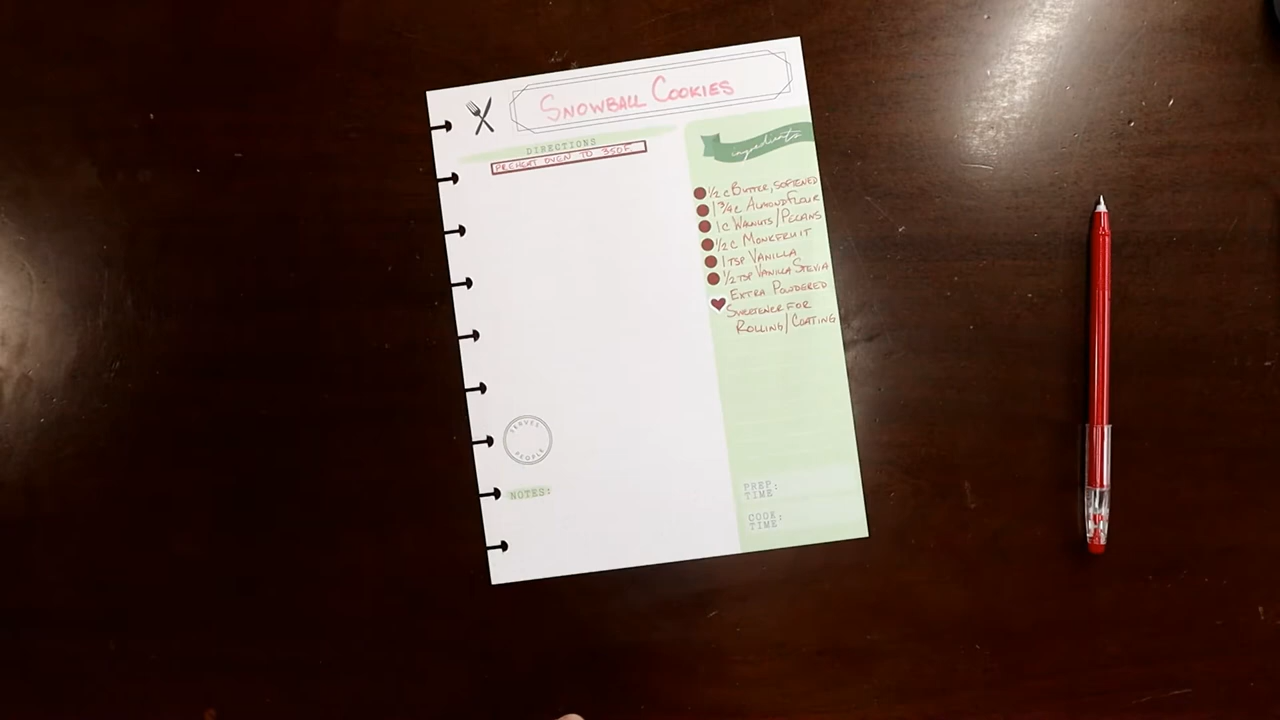 SNOWBALL COOKIES
DIRECTIONS
PREHEAT OVEN TO 350F.
ingredients
1/2 C BUTTER, SOFTENED
1 3/4 C ALMOND FLOUR
1 C WALNUTS/PECANS
1/2 C MONKFRUIT
1 TSP VANILLA
1/2 TSP VANILLA STEVIA
EXTRA POWDERED
SWEETENER FOR
ROLLING/COATING
SERVES
PEOPLE
NOTES:
PREP:
TIME
COOK:
TIME